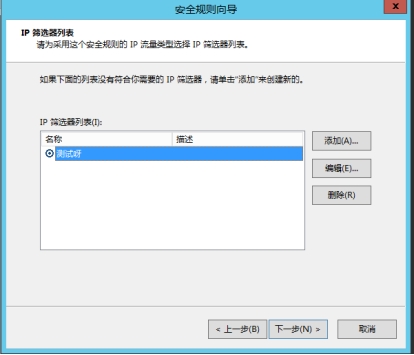 安全规则向导
x
IP 筛选器列表
请为采用这个安全规则的 IP 流量类型选择 IP 筛选器列表。
如果下面的列表没有符合你需要的 IP 筛选器，请单击"添加"来创建新的。
IP 筛选器列表(I):
名称 描述
测试呀
添加(A)...
编辑(E)...
删除(R)
< 上一步(B) 下一步(N) > 取消